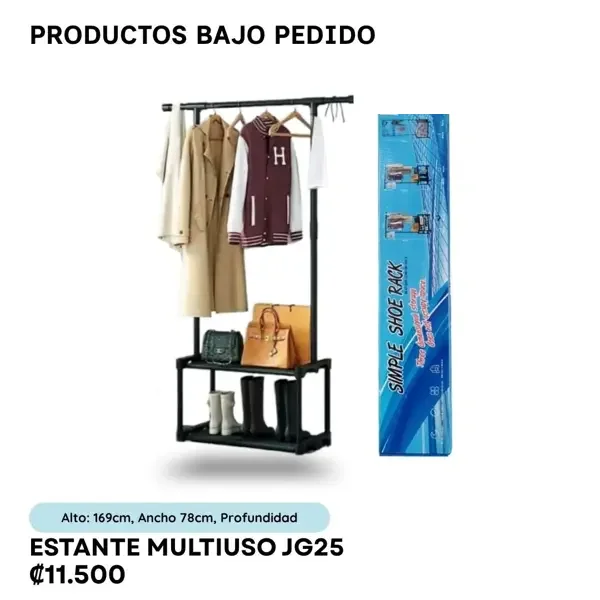 PRODUCTOS BAJO PEDIDO
H
SIMPLE SHOE RACK
Alto: 169cm, Ancho 78cm, Profundidad
ESTANTE MULTIUSO JG25
₡11.500